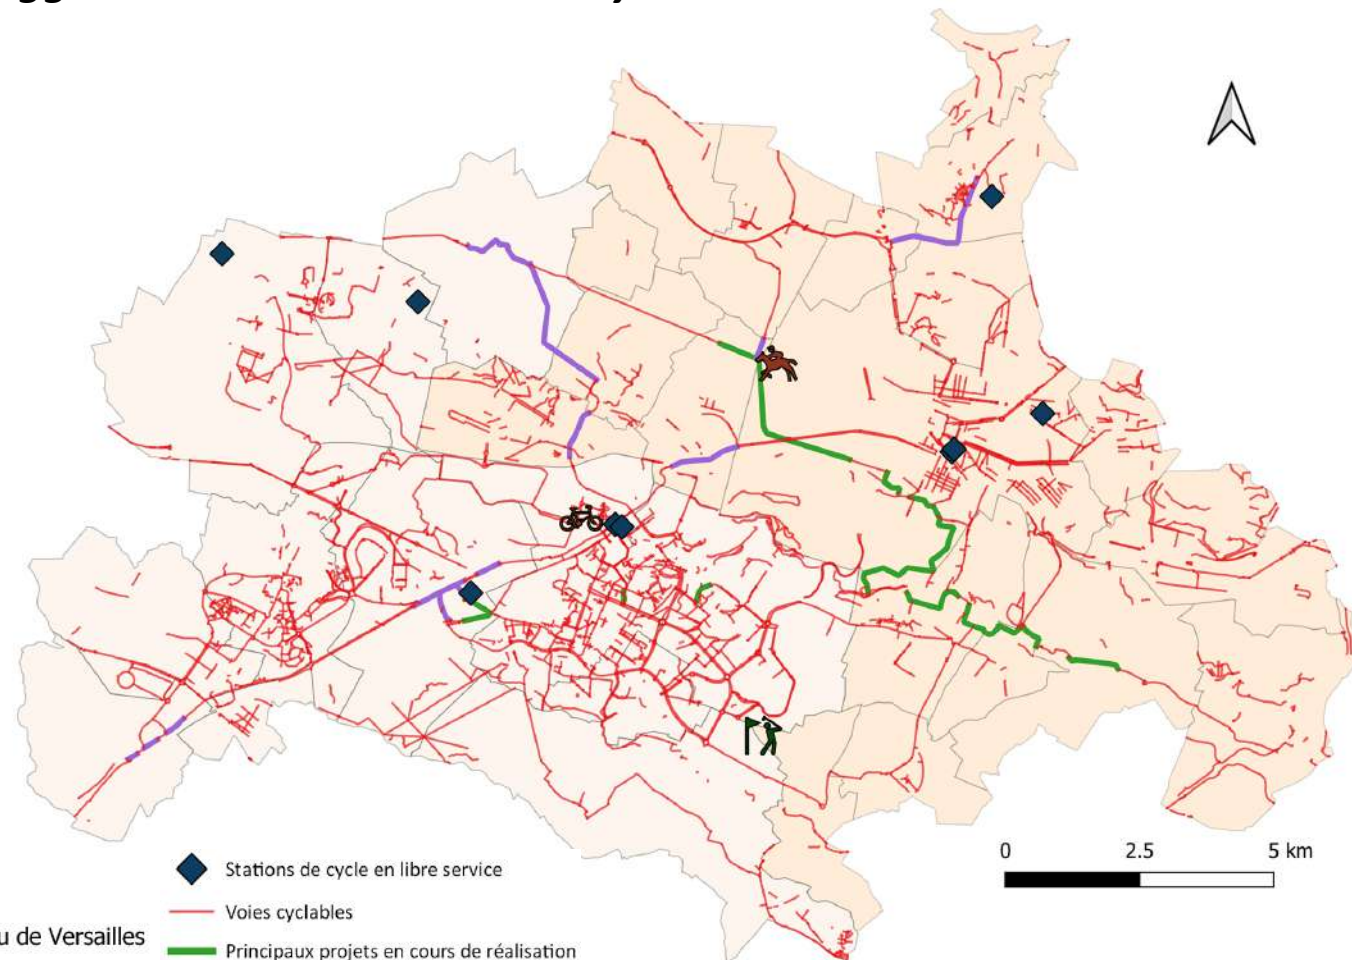 0 2.5 5 km
Stations de cycle en libre service
Voies cyclables
u de Versailles
Principaux projets en cours de réalisation